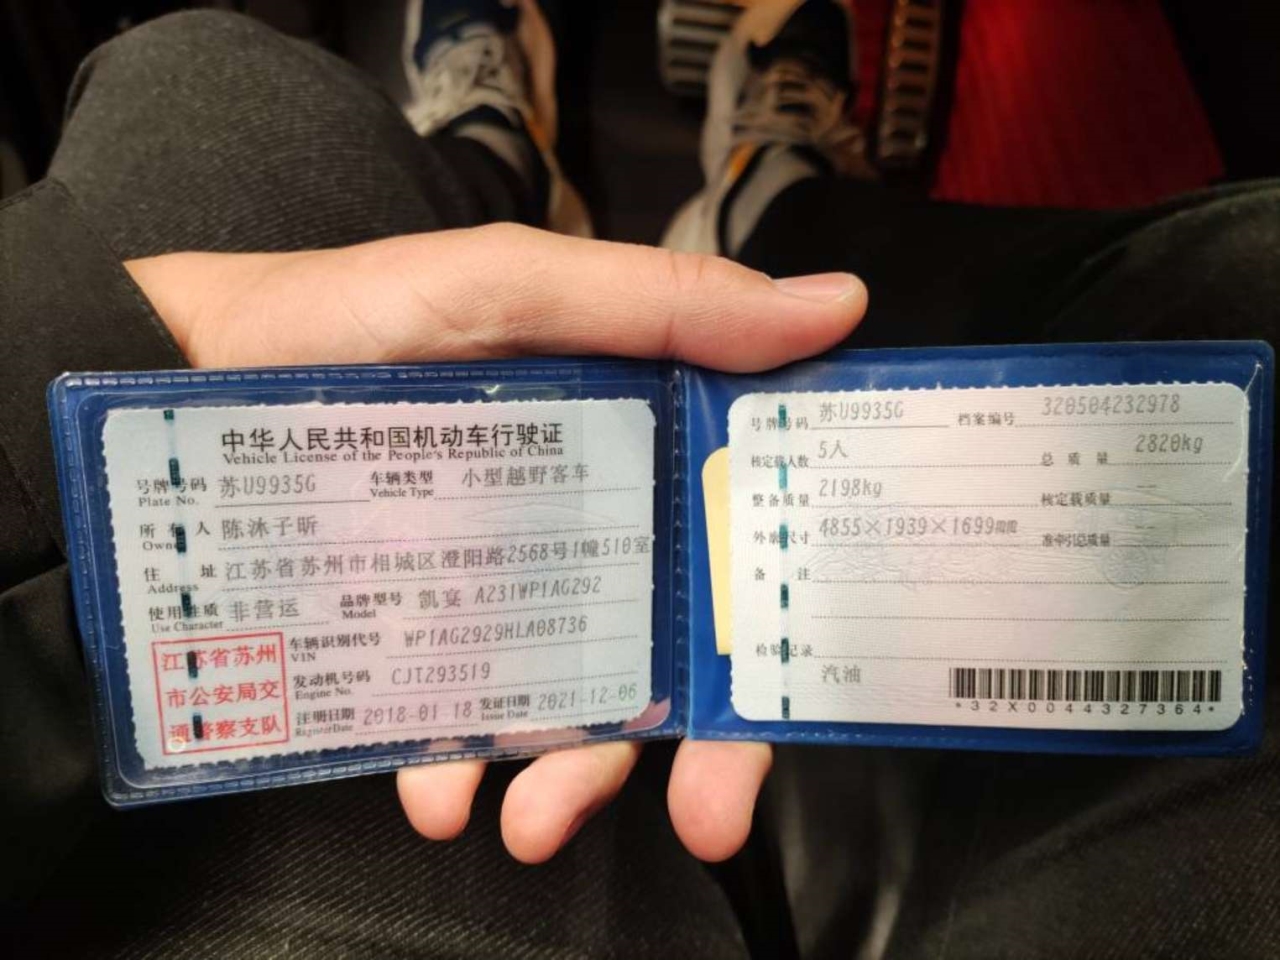 中华人民共和国机动车行驶证
Vehicle License of the People's Republic of China
号牌号码 苏U9935G 车辆类型 小型越野客车
Plate No. Vehicle Type
所有人 陈沐子昕
Owner
住址 江苏省苏州市相城区澄阳路2568号1幢510室
Address
使用性质 非营运 品牌型号 凯宴 A231WP1AG292
Use Character Model
江苏省苏州
市公安局交
通警察支队
车辆识别代号 WP1AG2929HLA08736
VIN
发动机号码 CJT293519
Engine No.
注册日期 2018-01-18 发证日期 2021-12-06
Register Date Issue Date
号牌号码 苏U9935G 档案编号 320504232978
核定载人数 5人 总质量 2820kg
整备质量 2198kg 核定载质量 --
外廓尺寸 4855×1939×1699 准牵引总质量 --
备注
检验记录
汽油
*32X0044327364*